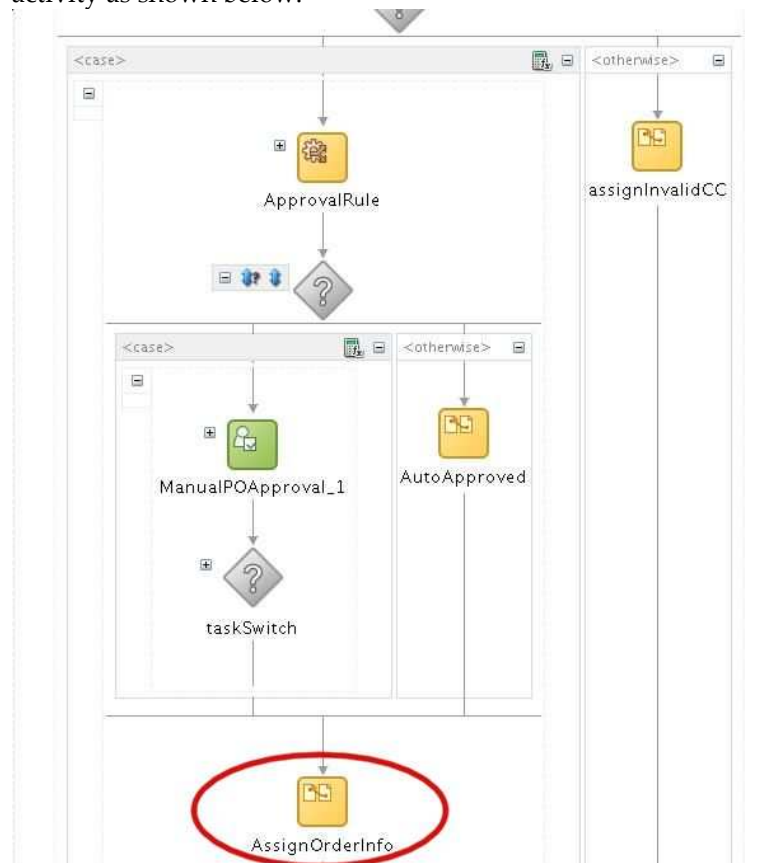 activity as shown below.
<case>
<otherwise>
assignInvalidCC
ApprovalRule
<case>
<otherwise>
ManualPOApproval_1
AutoApproved
taskSwitch
AssignOrderInfo